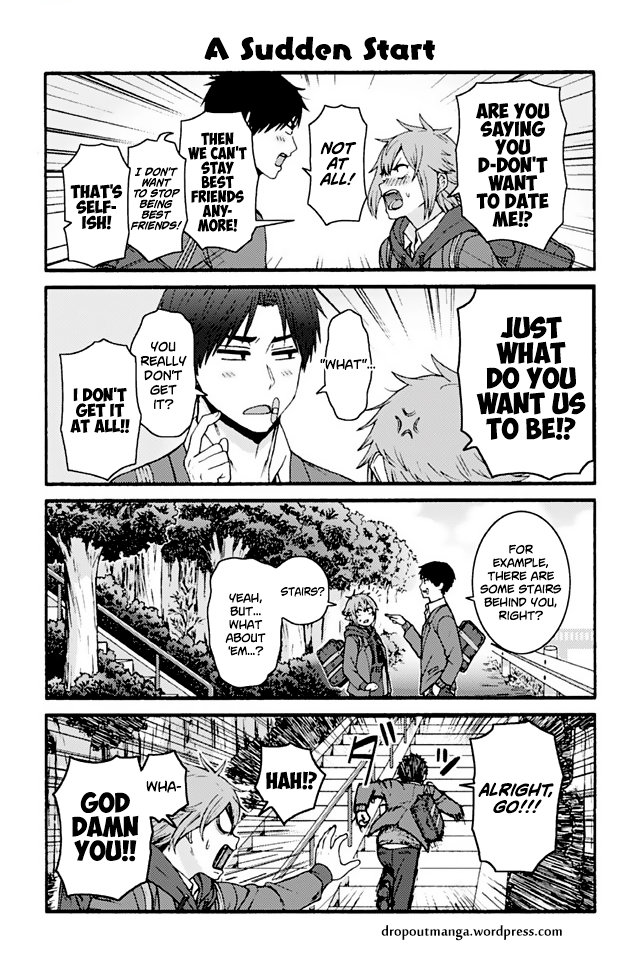 A Sudden Start
ARE YOU
SAYING
YOU
D-DON'T
WANT
TO DATE
ME!?
NOT
AT
ALL!
THEN
WE CAN'T
STAY
BEST
FRIENDS
ANY-
MORE!
I DON'T
WANT
TO STOP
BEING
BEST
FRIENDS!
THAT'S
SELF-
ISH!
JUST
WHAT
DO YOU
WANT US
TO BE!?
"WHAT"...
YOU
REALLY
DON'T
GET
IT?
I DON'T
GET IT
AT ALL!!
FOR
EXAMPLE,
THERE ARE
SOME STAIRS
BEHIND YOU,
RIGHT?
STAIRS?
YEAH,
BUT...
WHAT
ABOUT
'EM...?
ALRIGHT,
GO!!!
ダッ
HAH!?
WHA-
GOD
DAMN
YOU!!
dropoutmanga.wordpress.com